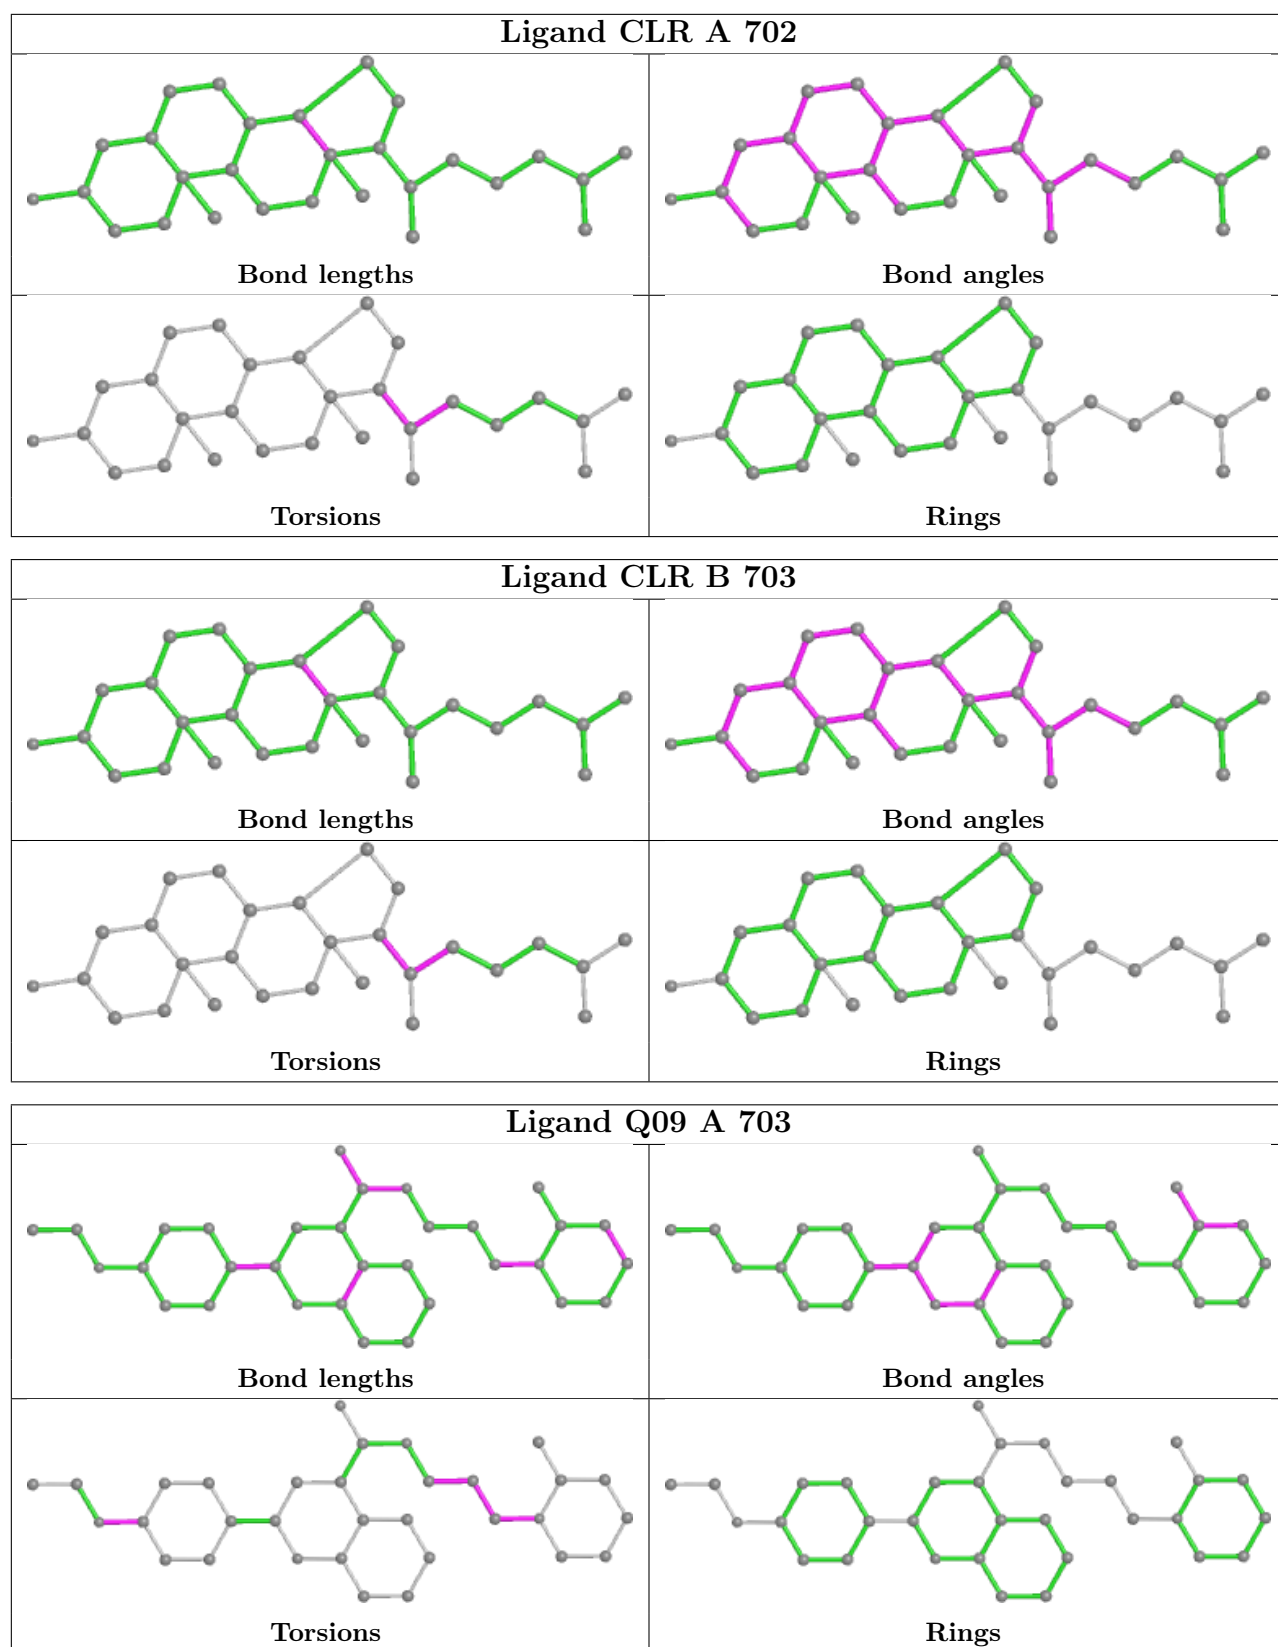 Ligand CLR A 702
Bond lengths
Bond angles
Torsions
Rings
Ligand CLR B 703
Bond lengths
Bond angles
Torsions
Rings
Ligand Q09 A 703
Bond lengths
Bond angles
Torsions
Rings